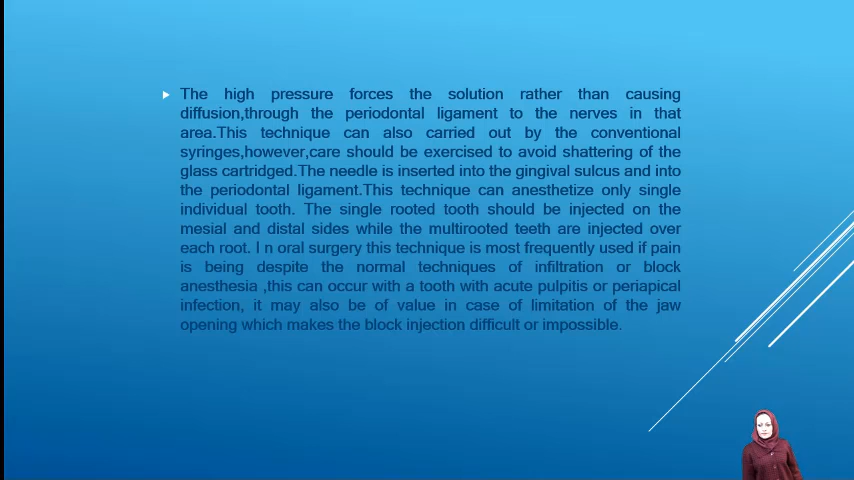 The high pressure forces the solution rather than causing
diffusion,through the periodontal ligament to the nerves in that
area.This technique can also carried out by the conventional
syringes,however,care should be exercised to avoid shattering of the
glass cartridged.The needle is inserted into the gingival sulcus and into
the periodontal ligament.This technique can anesthetize only single
individual tooth. The single rooted tooth should be injected on the
mesial and distal sides while the multirooted teeth are injected over
each root. I n oral surgery this technique is most frequently used if pain
is being despite the normal techniques of infiltration or block
anesthesia ,this can occur with a tooth with acute pulpitis or periapical
infection, it may also be of value in case of limitation of the jaw
opening which makes the block injection difficult or impossible.